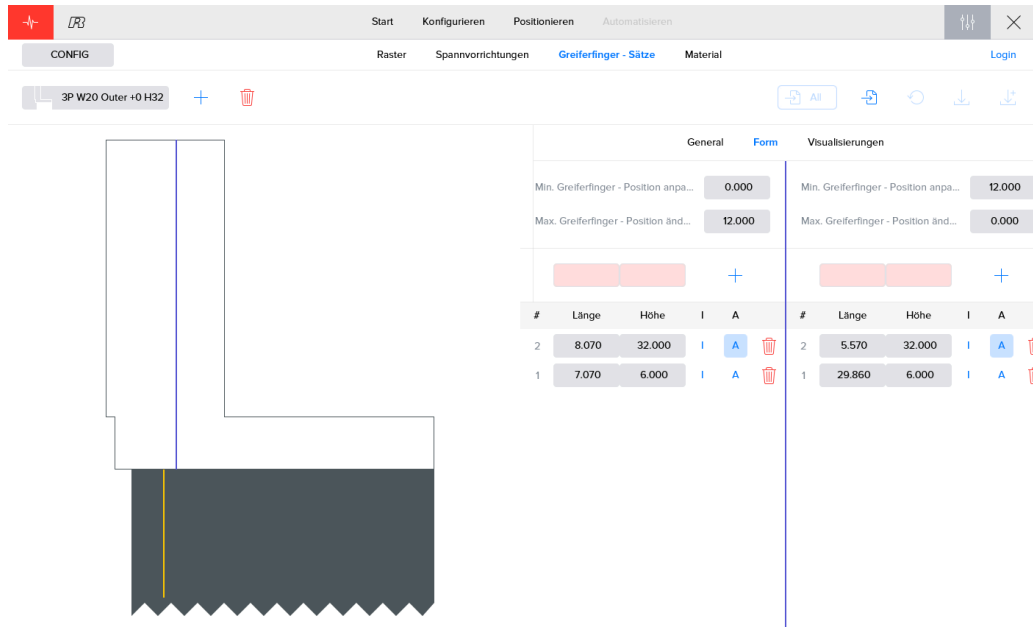 Start Konfigurieren Positionieren Automatisieren
CONFIG Raster Spannvorrichtungen Greiferfinger - Sätze Material Login
3P W20 Outer +0 H32 All
General Form Visualisierungen
Min. Greiferfinger - Position anpa... 0.000 Min. Greiferfinger - Position anpa... 12.000
Max. Greiferfinger - Position änd... 12.000 Max. Greiferfinger - Position änd... 0.000
# Länge Höhe I A # Länge Höhe I A
2 8.070 32.000 I A 2 5.570 32.000 I A
1 7.070 6.000 I A 1 29.860 6.000 I A